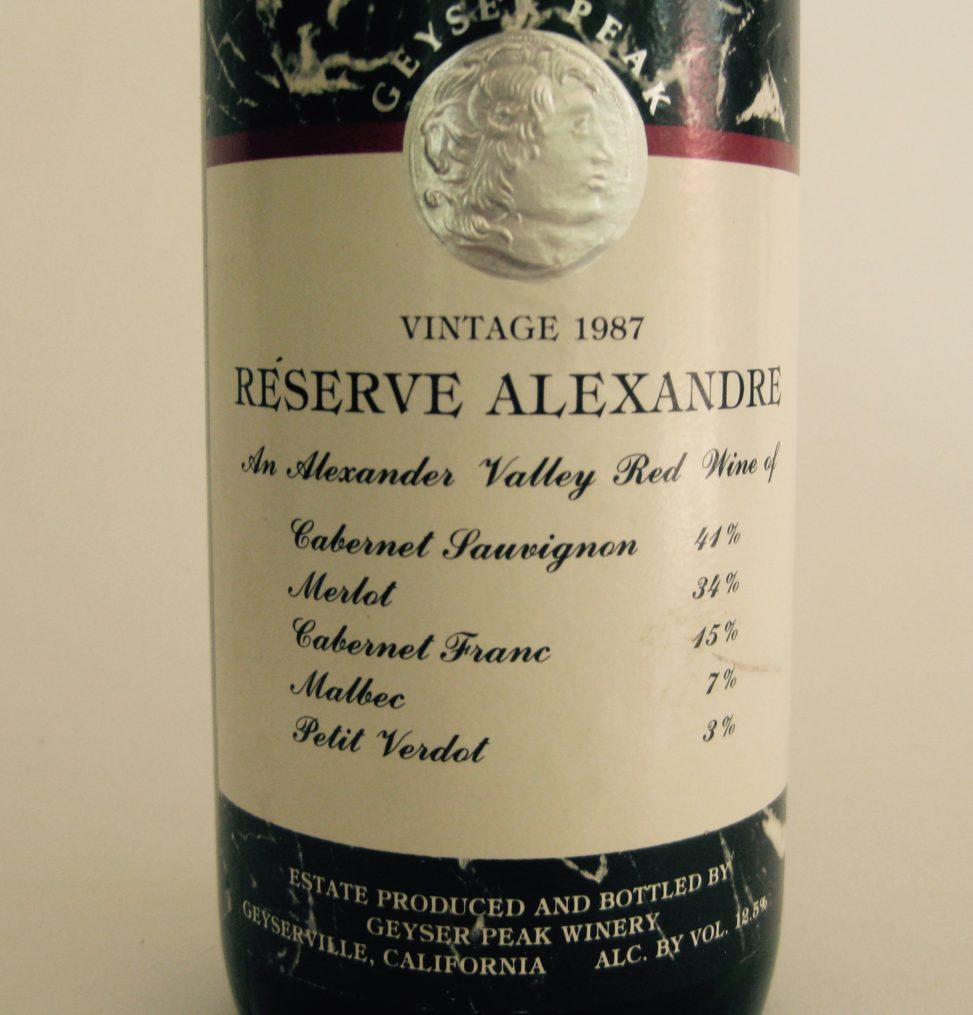 GEYSER PEAK
VINTAGE 1987
RÉSERVE ALEXANDRE
An Alexander Valley Red Wine of
Cabernet Sauvignon 41%
Merlot 34%
Cabernet Franc 15%
Malbec 7%
Petit Verdot 3%
ESTATE PRODUCED AND BOTTLED BY
GEYSER PEAK WINERY
GEYSERVILLE, CALIFORNIA ALC. BY VOL. 12.5%